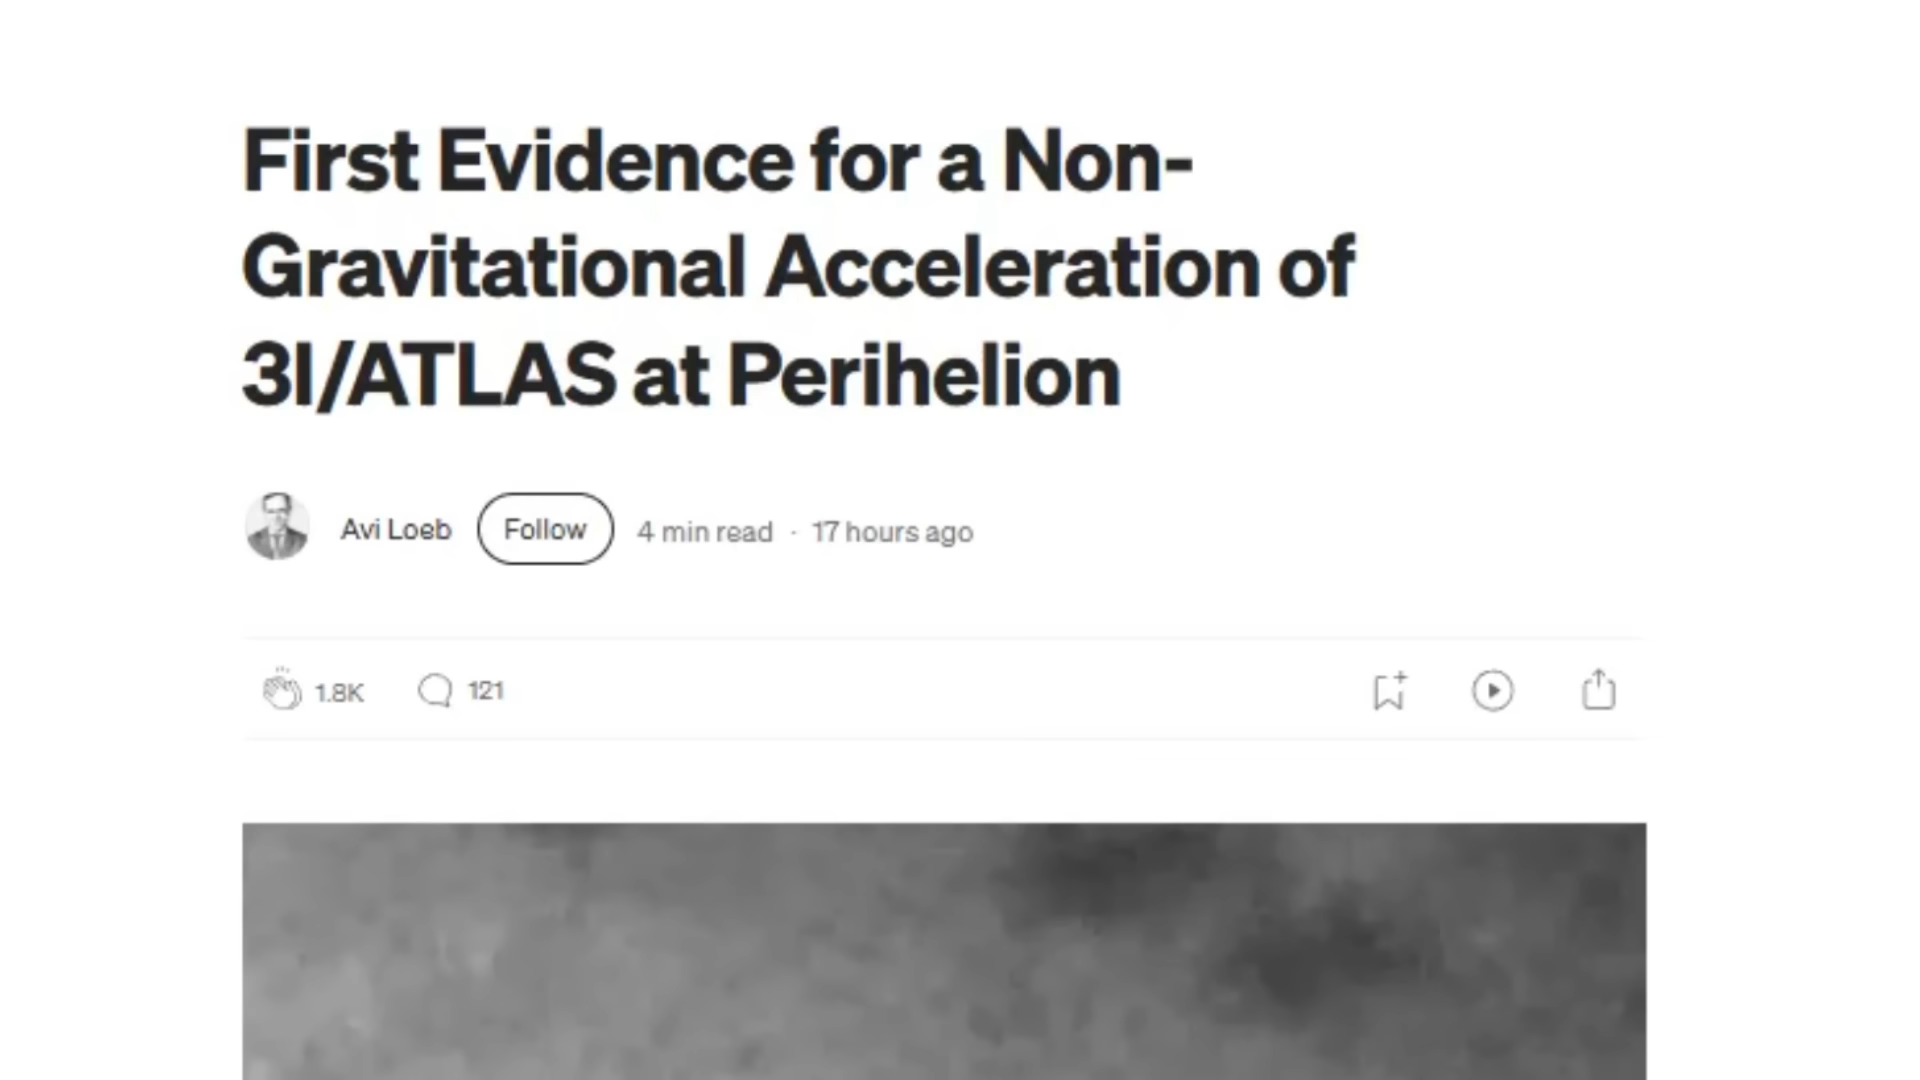 First Evidence for a Non-
Gravitational Acceleration of
3I/ATLAS at Perihelion
Avi Loeb Follow 4 min read · 17 hours ago
1.8K 121